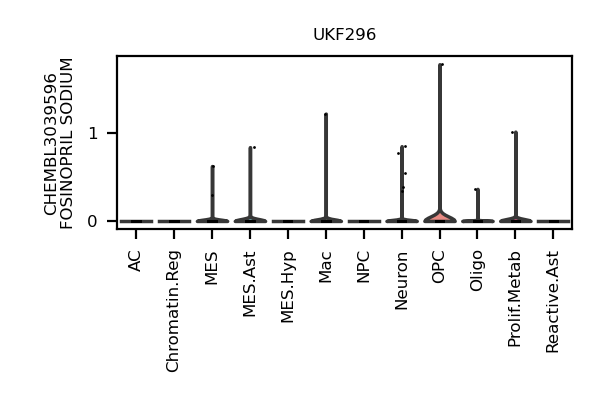 UKF296
CHEMBL3039596
FOSINOPRIL SODIUM
1
0
AC
Chromatin.Reg
MES
MES.Ast
MES.Hyp
Mac
NPC
Neuron
OPC
Oligo
Prolif.Metab
Reactive.Ast